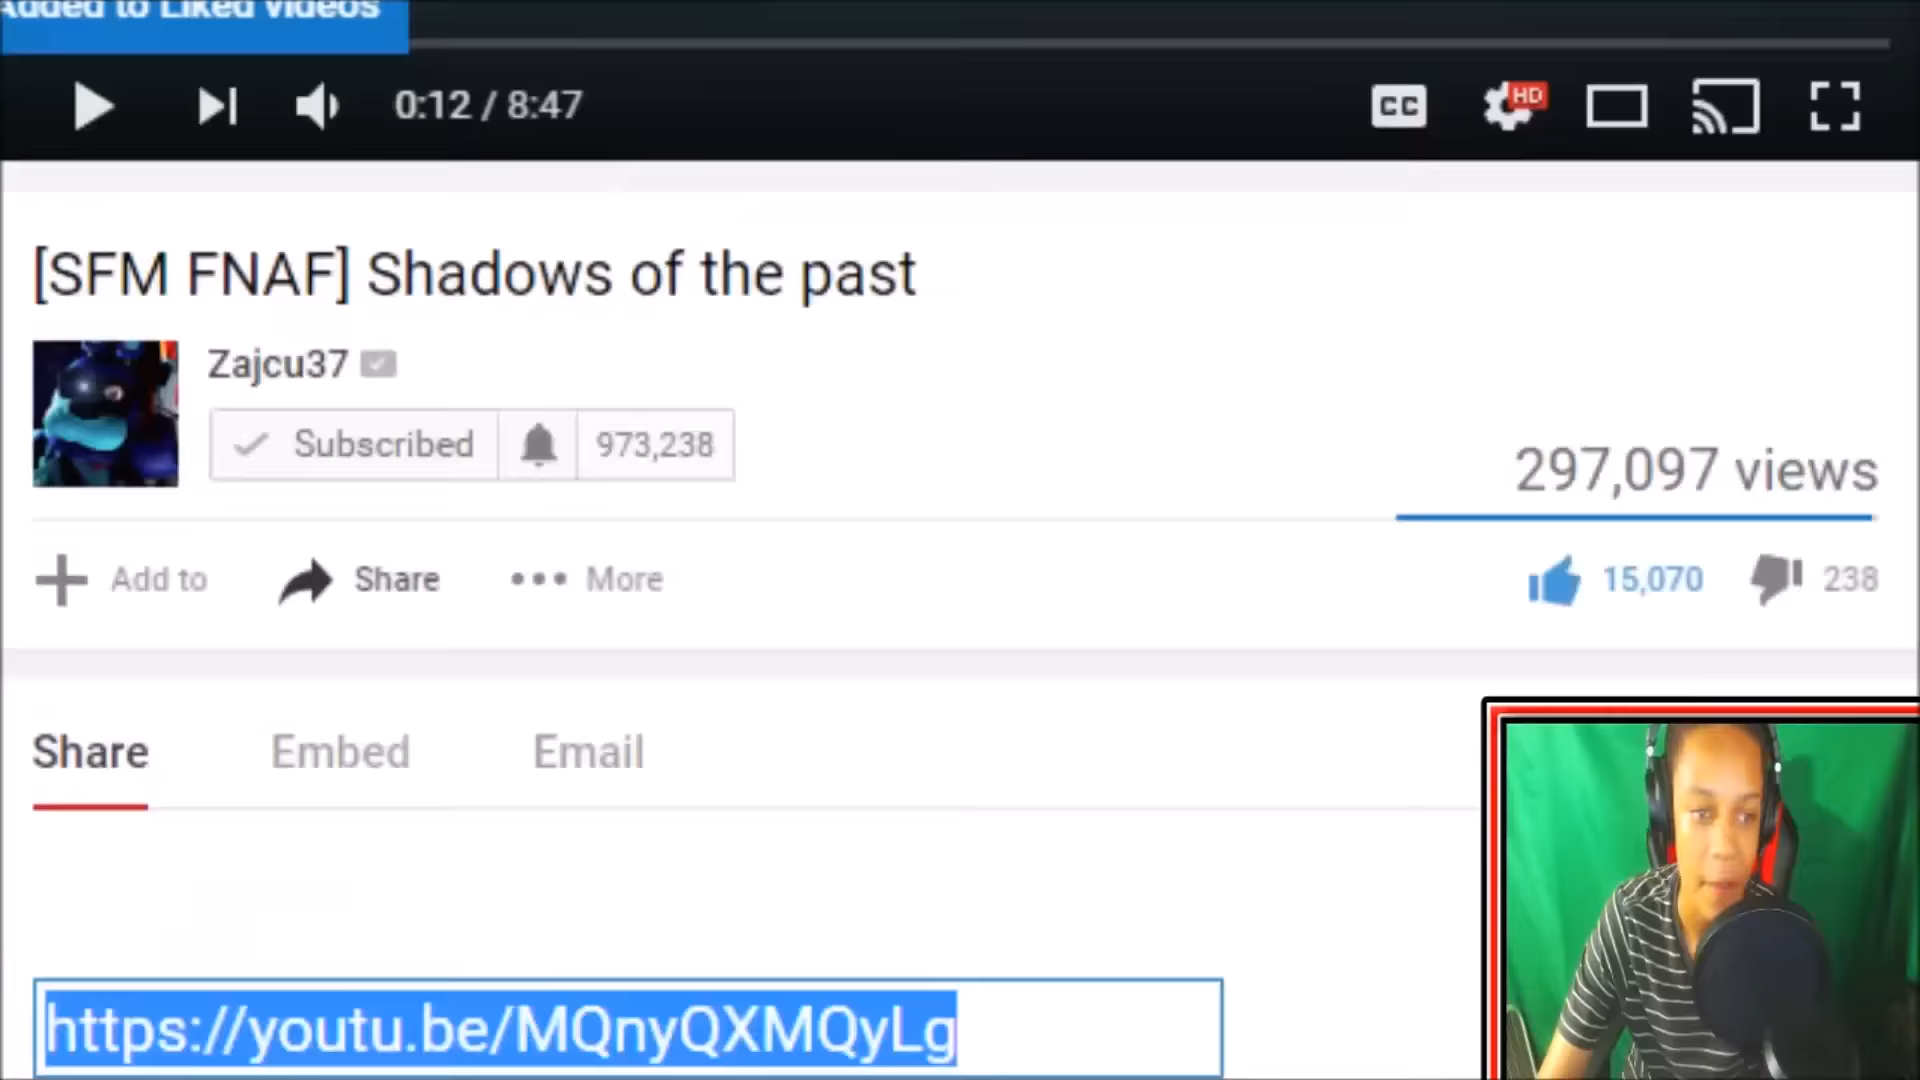 Added to Liked videos
0:12 / 8:47
CC
HD
[SFM FNAF] Shadows of the past
Zajcu37
Subscribed 973,238
297,097 views
Add to Share More 15,070 238
Share Embed Email
https://youtu.be/MQnyQXMQyLg